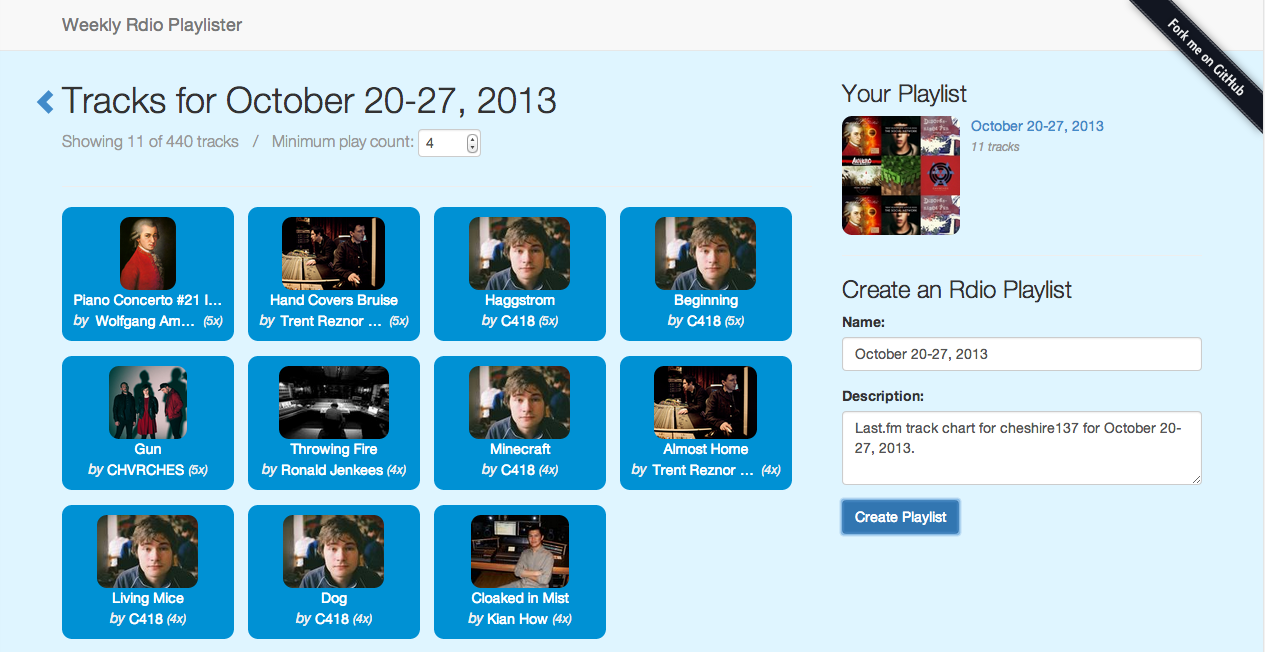 Weekly Rdio Playlister
Fork me on GitHub
Tracks for October 20-27, 2013
Showing 11 of 440 tracks / Minimum play count: 4
Piano Concerto #21 I...
by Wolfgang Am... (5x)
Hand Covers Bruise
by Trent Reznor ... (5x)
Haggstrom
by C418 (5x)
Beginning
by C418 (5x)
Gun
by CHVRCHES (5x)
Throwing Fire
by Ronald Jenkees (4x)
Minecraft
by C418 (4x)
Almost Home
by Trent Reznor ... (4x)
Living Mice
by C418 (4x)
Dog
by C418 (4x)
Cloaked in Mist
by Kian How (4x)
Your Playlist
October 20-27, 2013
11 tracks
Create an Rdio Playlist
Name:
October 20-27, 2013
Description:
Last.fm track chart for cheshire137 for October 20-
27, 2013.
Create Playlist